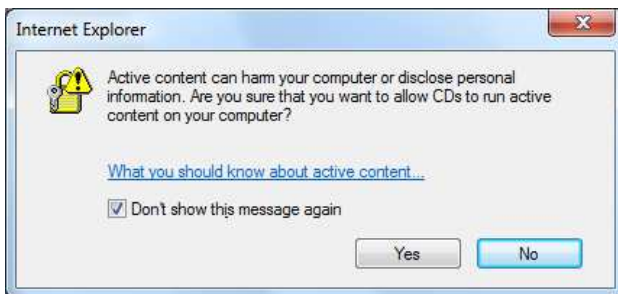 Internet Explorer
Active content can harm your computer or disclose personal
information. Are you sure that you want to allow CDs to run active
content on your computer?
What you should know about active content...
Don't show this message again
Yes No